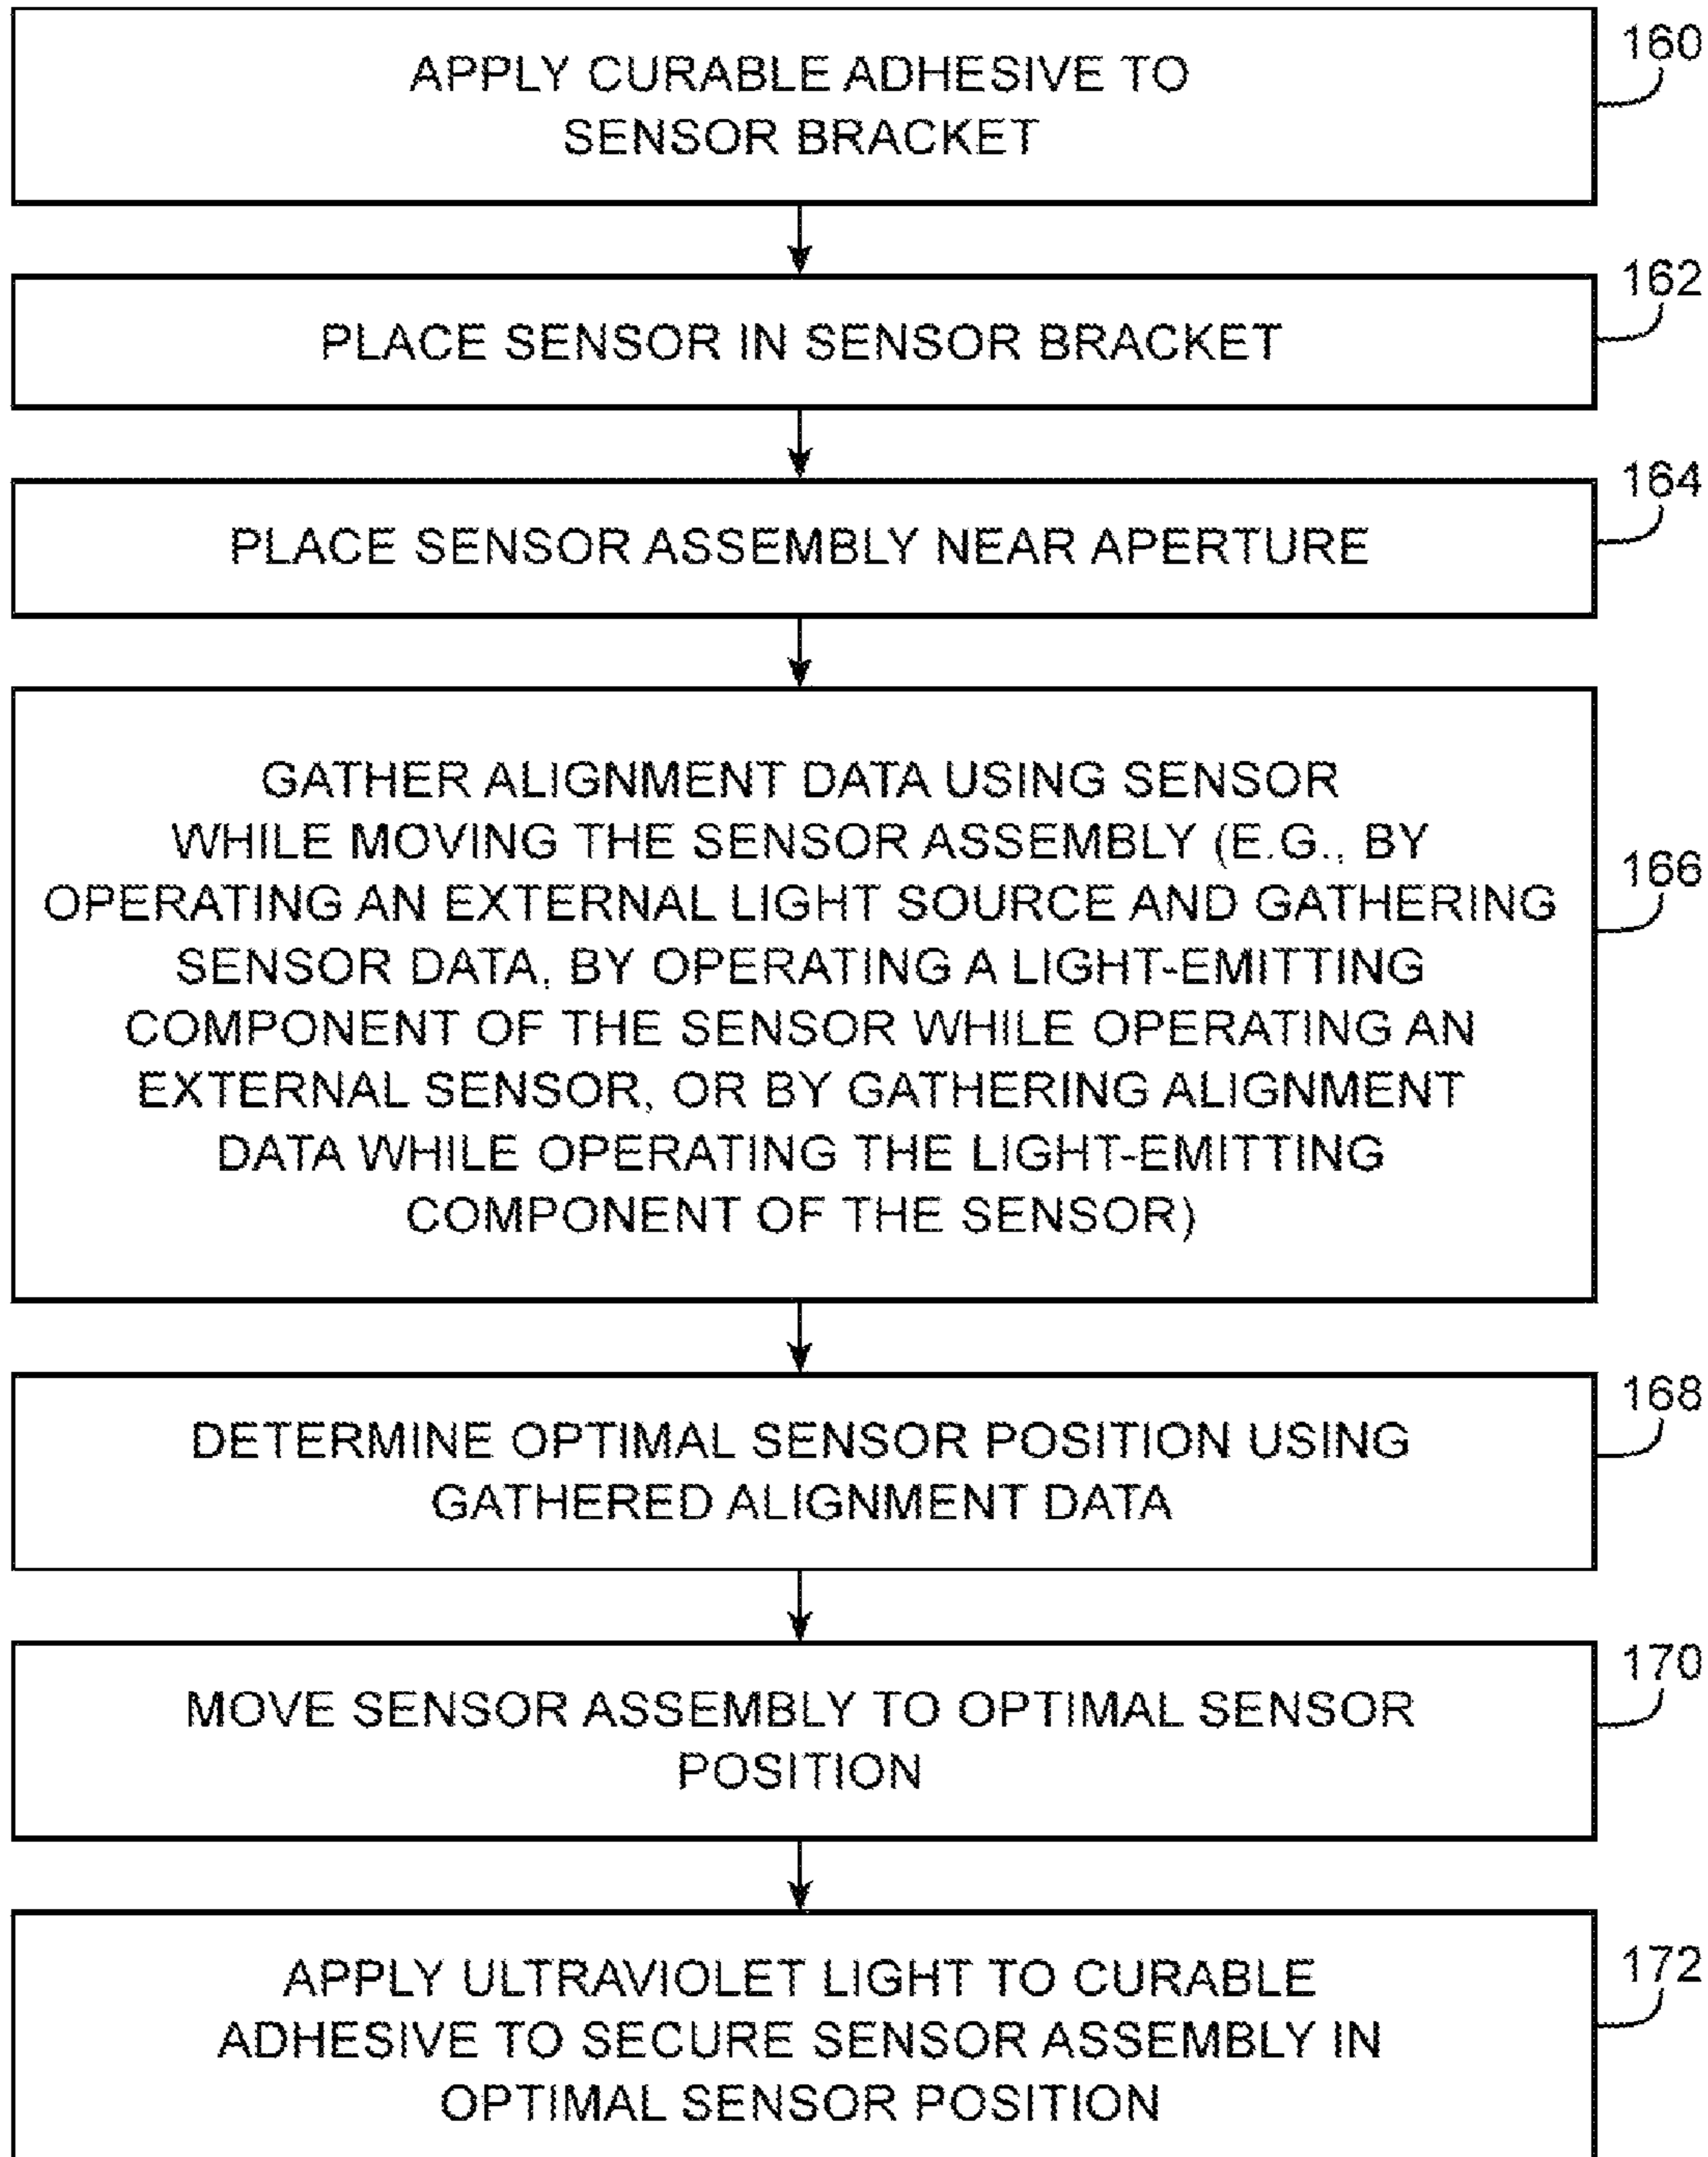 160
APPLY CURABLE ADHESIVE TO
SENSOR BRACKET
162
PLACE SENSOR IN SENSOR BRACKET
164
PLACE SENSOR ASSEMBLY NEAR APERTURE
GATHER ALIGNMENT DATA USING SENSOR
WHILE MOVING THE SENSOR ASSEMBLY (E.G., BY
166
OPERATING AN EXTERNAL LIGHT SOURCE AND GATHERING
SENSOR DATA, BY OPERATING A LIGHT-EMITTING
COMPONENT OF THE SENSOR WHILE OPERATING AN
EXTERNAL SENSOR, OR BY GATHERING ALIGNMENT
DATA WHILE OPERATING THE LIGHT-EMITTING
COMPONENT OF THE SENSOR)
168
DETERMINE OPTIMAL SENSOR POSITION USING
GATHERED ALIGNMENT DATA
170
MOVE SENSOR ASSEMBLY TO OPTIMAL SENSOR
POSITION
172
APPLY ULTRAVIOLET LIGHT TO CURABLE
ADHESIVE TO SECURE SENSOR ASSEMBLY IN
OPTIMAL SENSOR POSITION